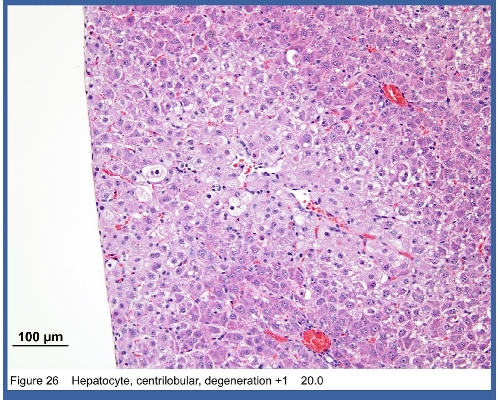 100 µm
Figure 26 Hepatocyte, centrilobular, degeneration +1 20.0